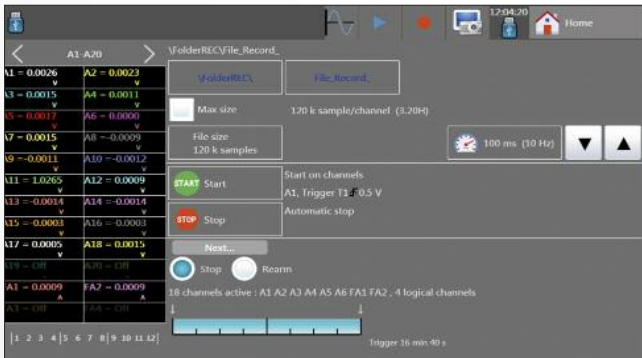 12:04:20
Home
A1-A20
\FolderREC\File_Record_
A1 = 0.0026
V
A2 = 0.0023
V
A3 = 0.0015
V
A4 = 0.0011
V
A5 = 0.0017
V
A6 = 0.0000
V
A7 = 0.0015
V
A8 =-0.0009
V
A9 =-0.0011
V
A10 =-0.0012
V
A11 = 1.0265
V
A12 = 0.0009
V
A13 =-0.0014
V
A14 =-0.0014
V
A15 =-0.0003
V
A16 =-0.0003
V
A17 = 0.0005
V
A18 = 0.0015
V
A19 = Off
A20 = Off
FA1 = 0.0009
A
FA2 = 0.0009
A
FA3 = Off
FA4 = Off
1 2 3 4 5 6 7 8 9 10 11 12
\FolderREC\
File_Record_
Max size
120 k sample/channel (3.20H)
File size
120 k samples
100 ms (10 Hz)
START Start
Start on channels
A1, Trigger T1 0.5 V
STOP Stop
Automatic stop
Next...
Stop
Rearm
18 channels active : A1 A2 A3 A4 A5 A6 FA1 FA2 , 4 logical channels
Trigger 16 min 40 s